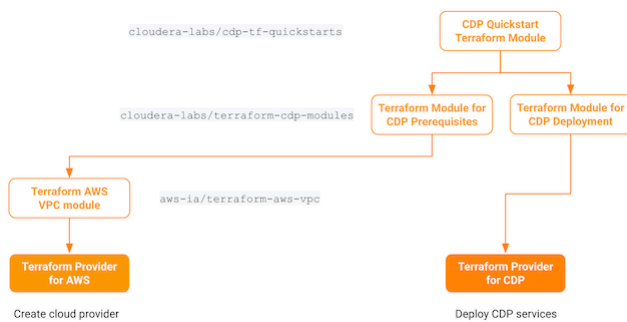 cloudera-labs/cdp-tf-quickstarts
CDP Quickstart
Terraform Module
cloudera-labs/terraform-cdp-modules
Terraform Module for
CDP Prerequisites
Terraform Module for
CDP Deployment
Terraform AWS
VPC module
aws-ia/terraform-aws-vpc
Terraform Provider
for AWS
Terraform Provider
for CDP
Create cloud provider
Deploy CDP services